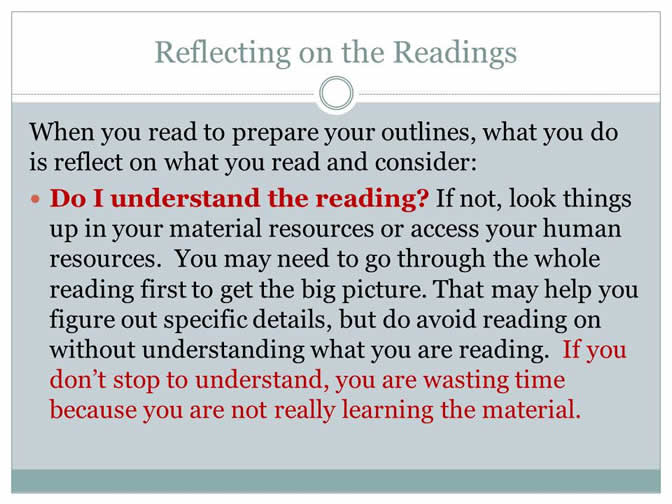 Reflecting on the Readings
When you read to prepare your outlines, what you do
is reflect on what you read and consider:
• Do I understand the reading? If not, look things
up in your material resources or access your human
resources.  You may need to go through the whole
reading first to get the big picture. That may help you
figure out specific details, but do avoid reading on
without understanding what you are reading.  If you
don’t stop to understand, you are wasting time
because you are not really learning the material.